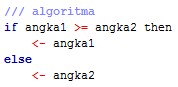 /// algoritma
if angka1 >= angka2 then
    <- angka1
else
    <- angka2